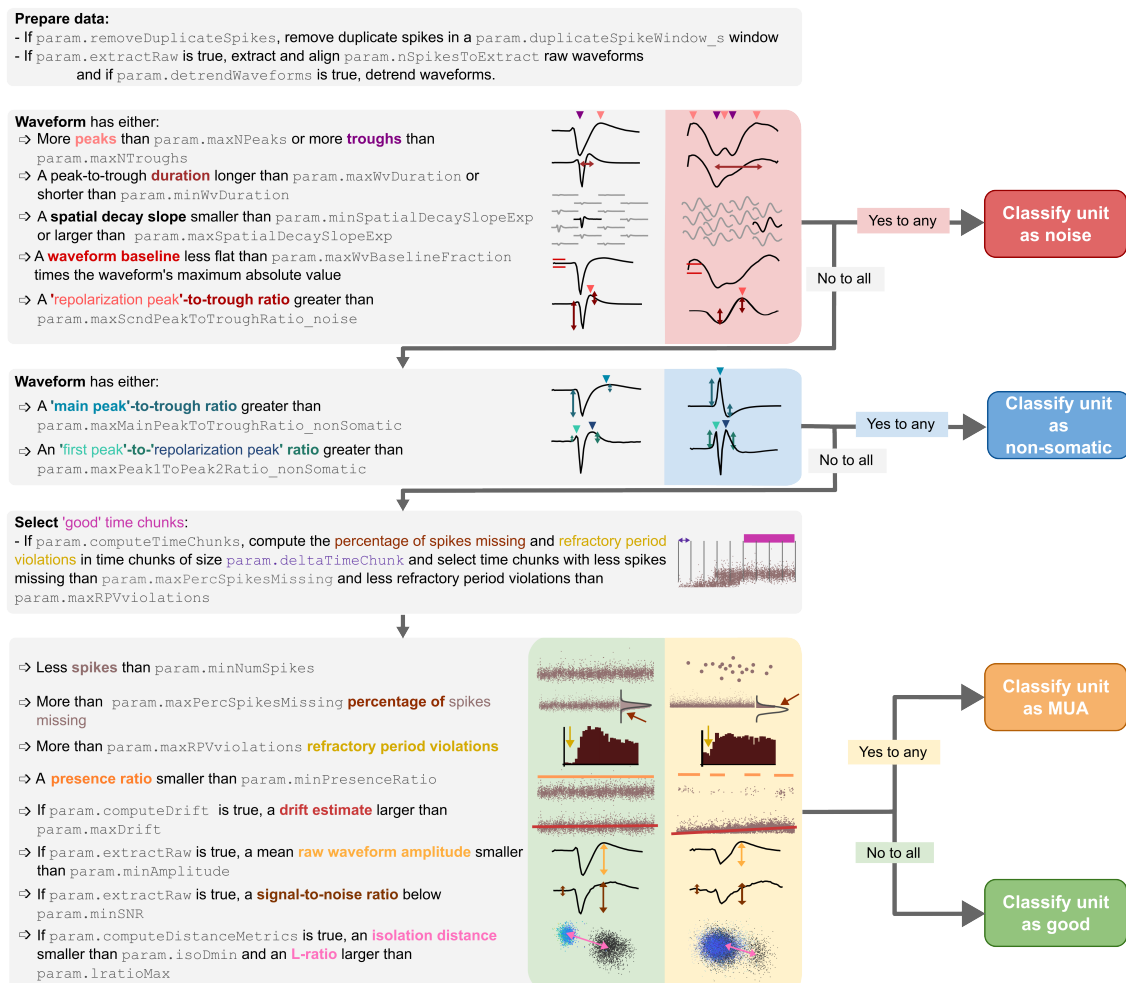 Prepare data:
- If param.removeDuplicateSpikes, remove duplicate spikes in a param.duplicateSpikeWindow_s window
- If param.extractRaw is true, extract and align param.nSpikesToExtract raw waveforms
and if param.detrendWaveforms is true, detrend waveforms.
Waveform has either:
➩ More peaks than param.maxNPeaks or more troughs than
param.maxNTroughs
➩ A peak-to-trough duration longer than param.maxWvDuration or
shorter than param.minWvDuration
➩ A spatial decay slope smaller than param.minSpatialDecaySlopeExp
or larger than param.maxSpatialDecaySlopeExp
➩ A waveform baseline less flat than param.maxWvBaselineFraction
times the waveform's maximum absolute value
➩ A 'repolarization peak'-to-trough ratio greater than
param.maxScndPeakToTroughRatio_noise
Yes to any
Classify unit
as noise
No to all
Waveform has either:
➩ A 'main peak'-to-trough ratio greater than
param.maxMainPeakToTroughRatio_nonSomatic
➩ An 'first peak'-to-'repolarization peak' ratio greater than
param.maxPeak1ToPeak2Ratio_nonSomatic
Yes to any
Classify unit
as
non-somatic
No to all
Select 'good' time chunks:
- If param.computeTimeChunks, compute the percentage of spikes missing and refractory period
violations in time chunks of size param.deltaTimeChunk and select time chunks with less spikes
missing than param.maxPercSpikesMissing and less refractory period violations than
param.maxRPVviolations
➩ Less spikes than param.minNumSpikes
➩ More than param.maxPercSpikesMissing percentage of spikes
missing
➩ More than param.maxRPVviolations refractory period violations
➩ A presence ratio smaller than param.minPresenceRatio
➩ If param.computeDrift is true, a drift estimate larger than
param.maxDrift
➩ If param.extractRaw is true, a mean raw waveform amplitude smaller
than param.minAmplitude
➩ If param.extractRaw is true, a signal-to-noise ratio below
param.minSNR
➩ If param.computeDistanceMetrics is true, an isolation distance
smaller than param.isoDmin and an L-ratio larger than
param.lratioMax
Classify unit
as MUA
Yes to any
No to all
Classify unit
as good